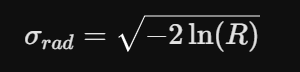 σ_rad = √(−2 ln(R))